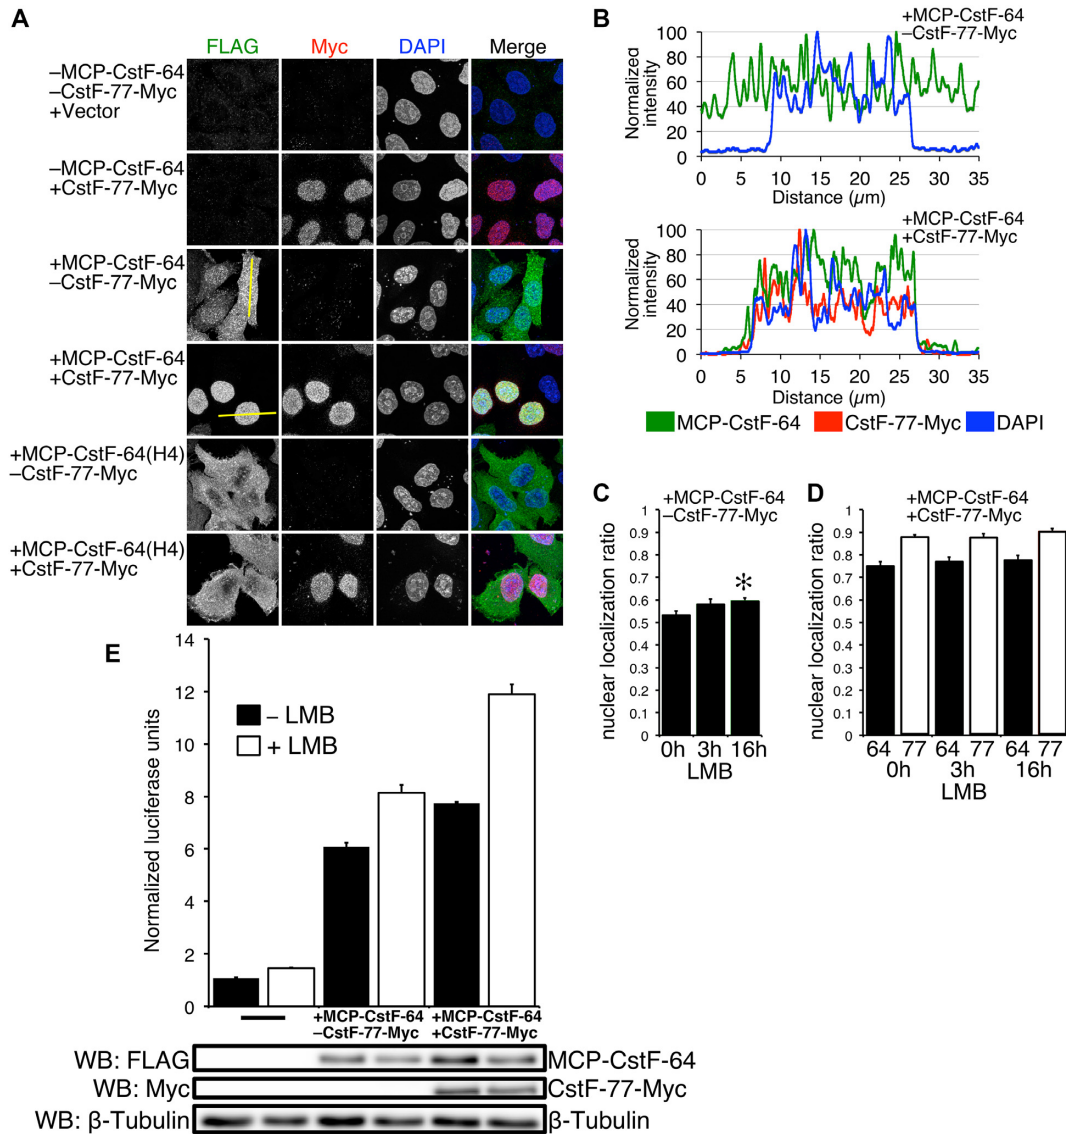 A
FLAG Myc DAPI Merge
–MCP-CstF-64
–CstF-77-Myc
+Vector
–MCP-CstF-64
+CstF-77-Myc
+MCP-CstF-64
–CstF-77-Myc
+MCP-CstF-64
+CstF-77-Myc
+MCP-CstF-64(H4)
–CstF-77-Myc
+MCP-CstF-64(H4)
+CstF-77-Myc
B
+MCP-CstF-64
–CstF-77-Myc
Normalized
intensity
100
80
60
40
20
0
0 5 10 15 20 25 30 35
Distance (µm)
+MCP-CstF-64
+CstF-77-Myc
Normalized
intensity
100
80
60
40
20
0
0 5 10 15 20 25 30 35
Distance (µm)
MCP-CstF-64 CstF-77-Myc DAPI
C
+MCP-CstF-64
–CstF-77-Myc
nuclear localization ratio
1
0.9
0.8
0.7
0.6
0.5
0.4
0.3
0.2
0.1
0
*
0h 3h 16h
LMB
D
+MCP-CstF-64
+CstF-77-Myc
nuclear localization ratio
1
0.9
0.8
0.7
0.6
0.5
0.4
0.3
0.2
0.1
0
64 77 64 77 64 77
0h 3h 16h
LMB
E
Normalized luciferase units
14
12
10
8
6
4
2
0
– LMB
+ LMB
+MCP-CstF-64
–CstF-77-Myc
+MCP-CstF-64
+CstF-77-Myc
WB: FLAG MCP-CstF-64
WB: Myc CstF-77-Myc
WB: β-Tubulin β-Tubulin